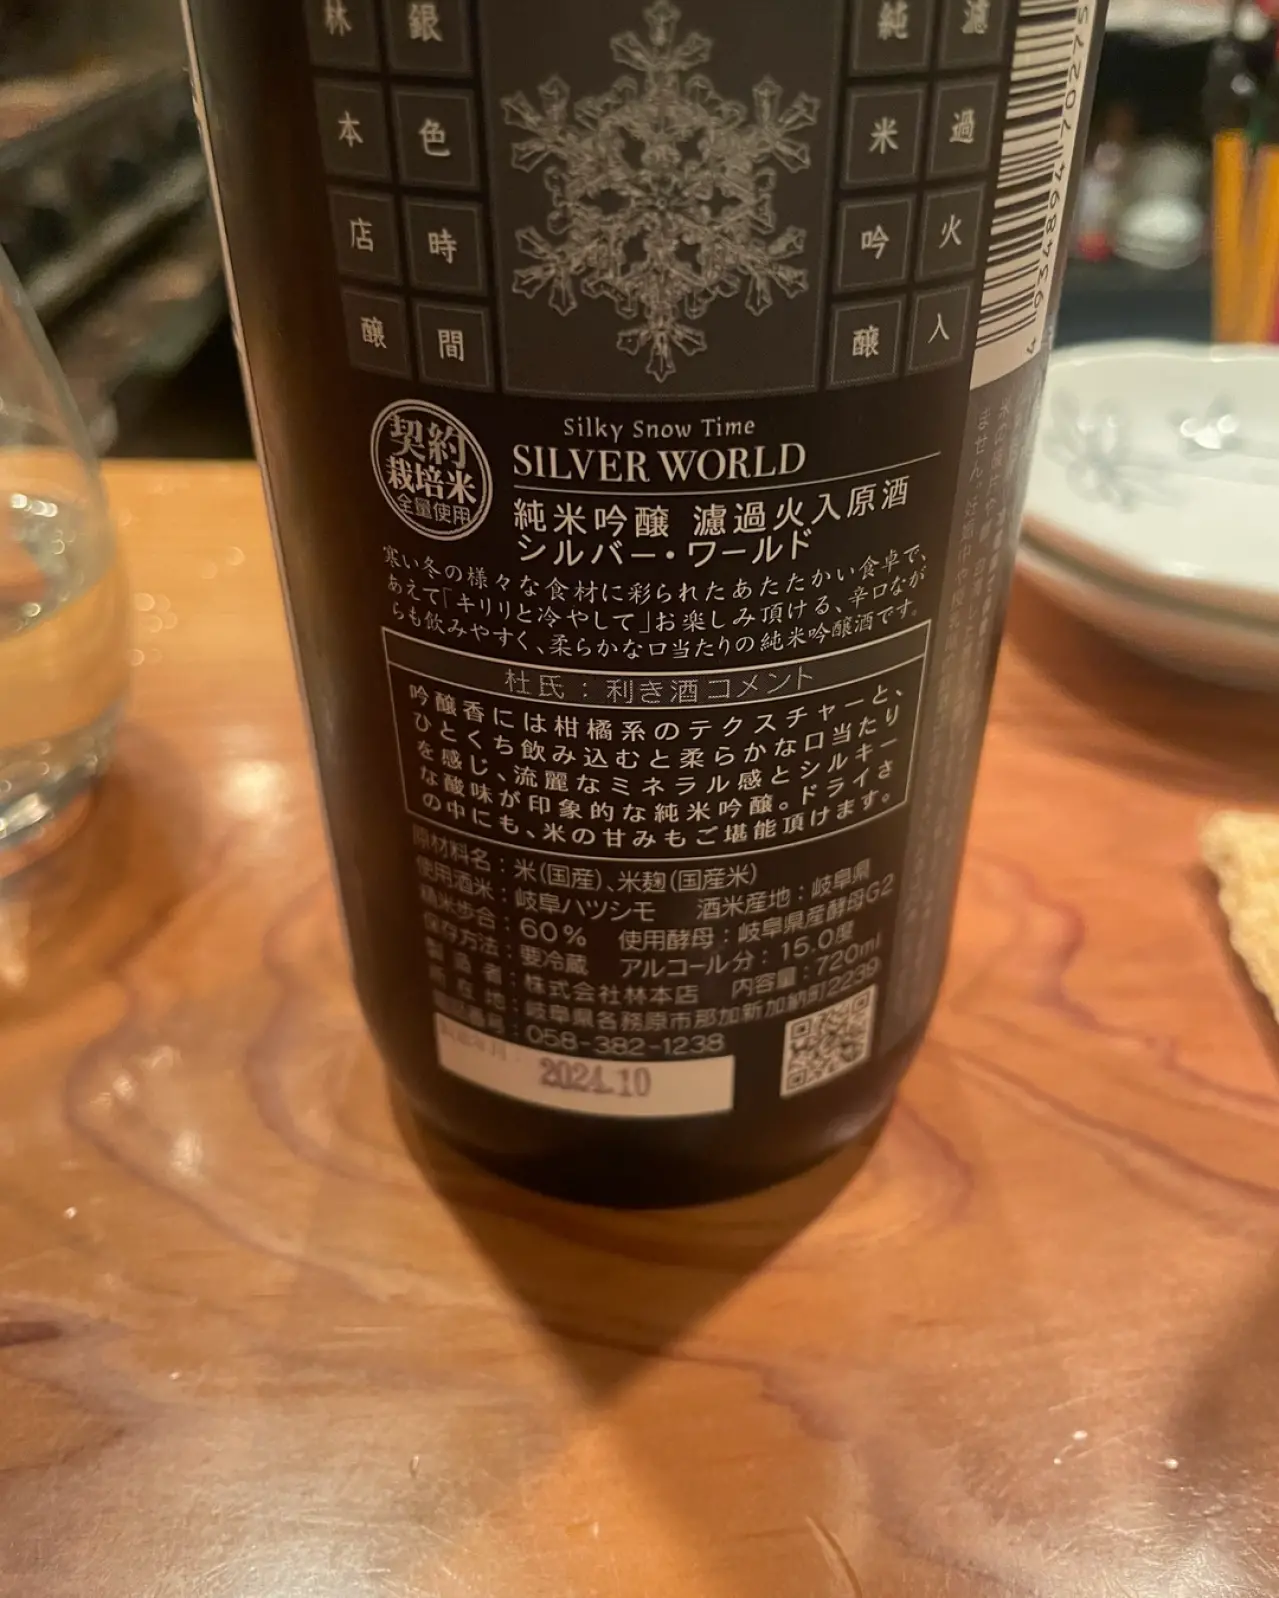 林本店醸
銀色時間
純米吟醸
濾過火入
4 934894 70275
Silky Snow Time
SILVER WORLD
契約
栽培米
全量使用
純米吟醸 濾過火入原酒
シルバー・ワールド
寒い冬の様々な食材に彩られたあたたかい食卓で、
あえて「キリリと冷やして」お楽しみ頂ける、辛口なが
らも飲みやすく、柔らかな口当たりの純米吟醸酒です。
杜氏：利き酒コメント
吟醸香には柑橘系のテクスチャーと、
ひとくち飲み込むと柔らかな口当たり
を感じ、流麗なミネラル感とシルキー
な酸味が印象的な純米吟醸。ドライさ
の中にも、米の甘みもご堪能頂けます。
原材料名：米(国産)、米麹(国産米)
使用酒米：岐阜ハツシモ 酒米産地：岐阜県
精米歩合：60% 使用酵母：岐阜県産酵母G2
保存方法：要冷蔵 アルコール分：15.0度
製造者：株式会社林本店 内容量：720ml
所在地：岐阜県各務原市那加新加納町2239
電話番号：058-382-1238
2024.10